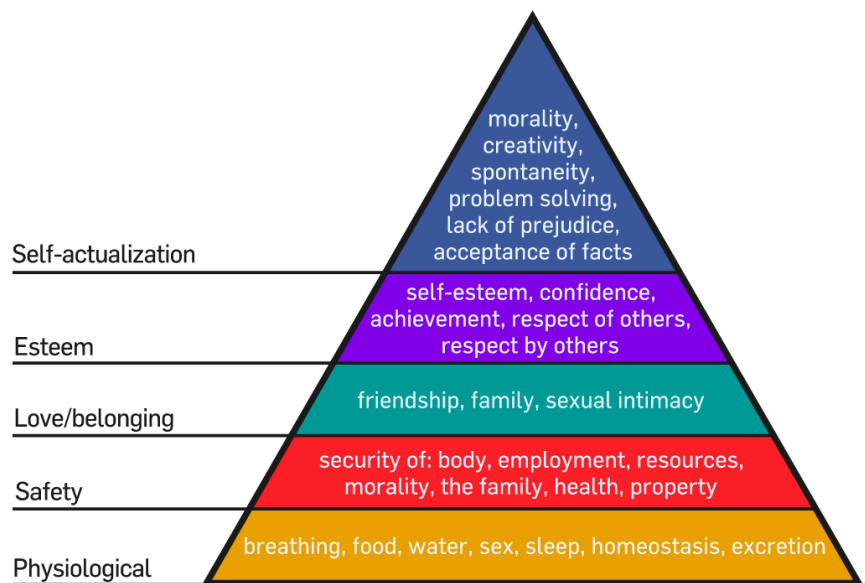 morality,
creativity,
spontaneity,
problem solving,
lack of prejudice,
acceptance of facts
Self-actualization
self-esteem, confidence,
achievement, respect of others,
respect by others
Esteem
friendship, family, sexual intimacy
Love/belonging
security of: body, employment, resources,
morality, the family, health, property
Safety
breathing, food, water, sex, sleep, homeostasis, excretion
Physiological